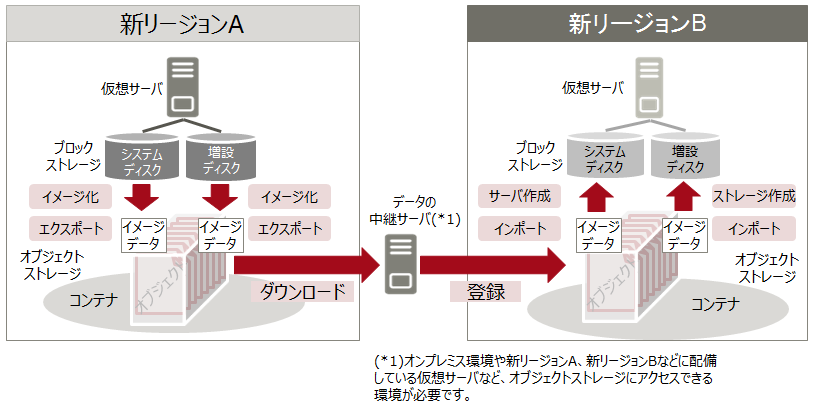 新リージョンA
仮想サーバ
ブロック
ストレージ
システム
ディスク
増設
ディスク
イメージ化
イメージ化
エクスポート
イメージ
データ
イメージ
データ
エクスポート
オブジェクト
ストレージ
オブジェクト
コンテナ
ダウンロード
データの
中継サーバ(*1)
登録
新リージョンB
仮想サーバ
ブロック
ストレージ
システム
ディスク
増設
ディスク
サーバ作成
ストレージ作成
インポート
イメージ
データ
イメージ
データ
インポート
オブジェクト
ストレージ
オブジェクト
コンテナ
(*1)オンプレミス環境や新リージョンA、新リージョンBなどに配備
している仮想サーバなど、オブジェクトストレージにアクセスできる
環境が必要です。